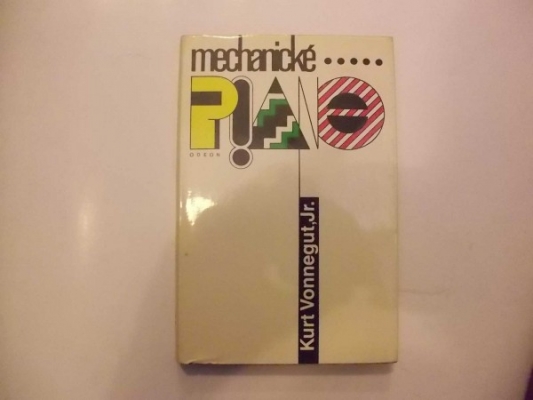 mechanické .....
PIANO
ODEON
Kurt Vonnegut, Jr.